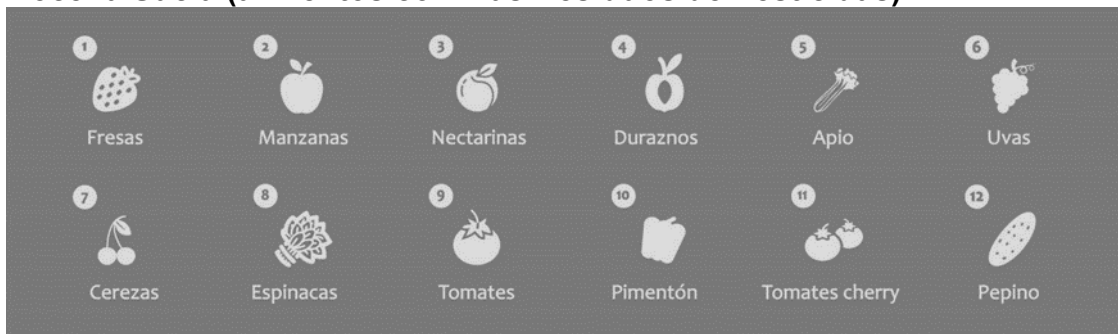 1 2 3 4 5 6
Fresas Manzanas Nectarinas Duraznos Apio Uvas
7 8 9 10 11 12
Cerezas Espinacas Tomates Pimentón Tomates cherry Pepino